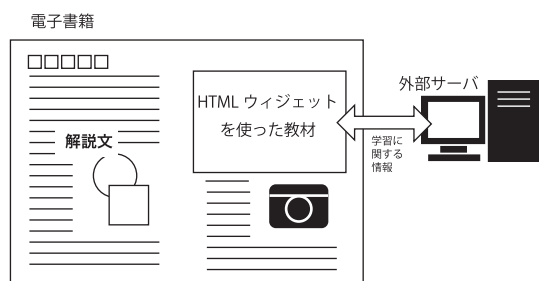 電子書籍
□□□□□
解説文
HTML ウィジェット
を使った教材
外部サーバ
学習に
関する
情報